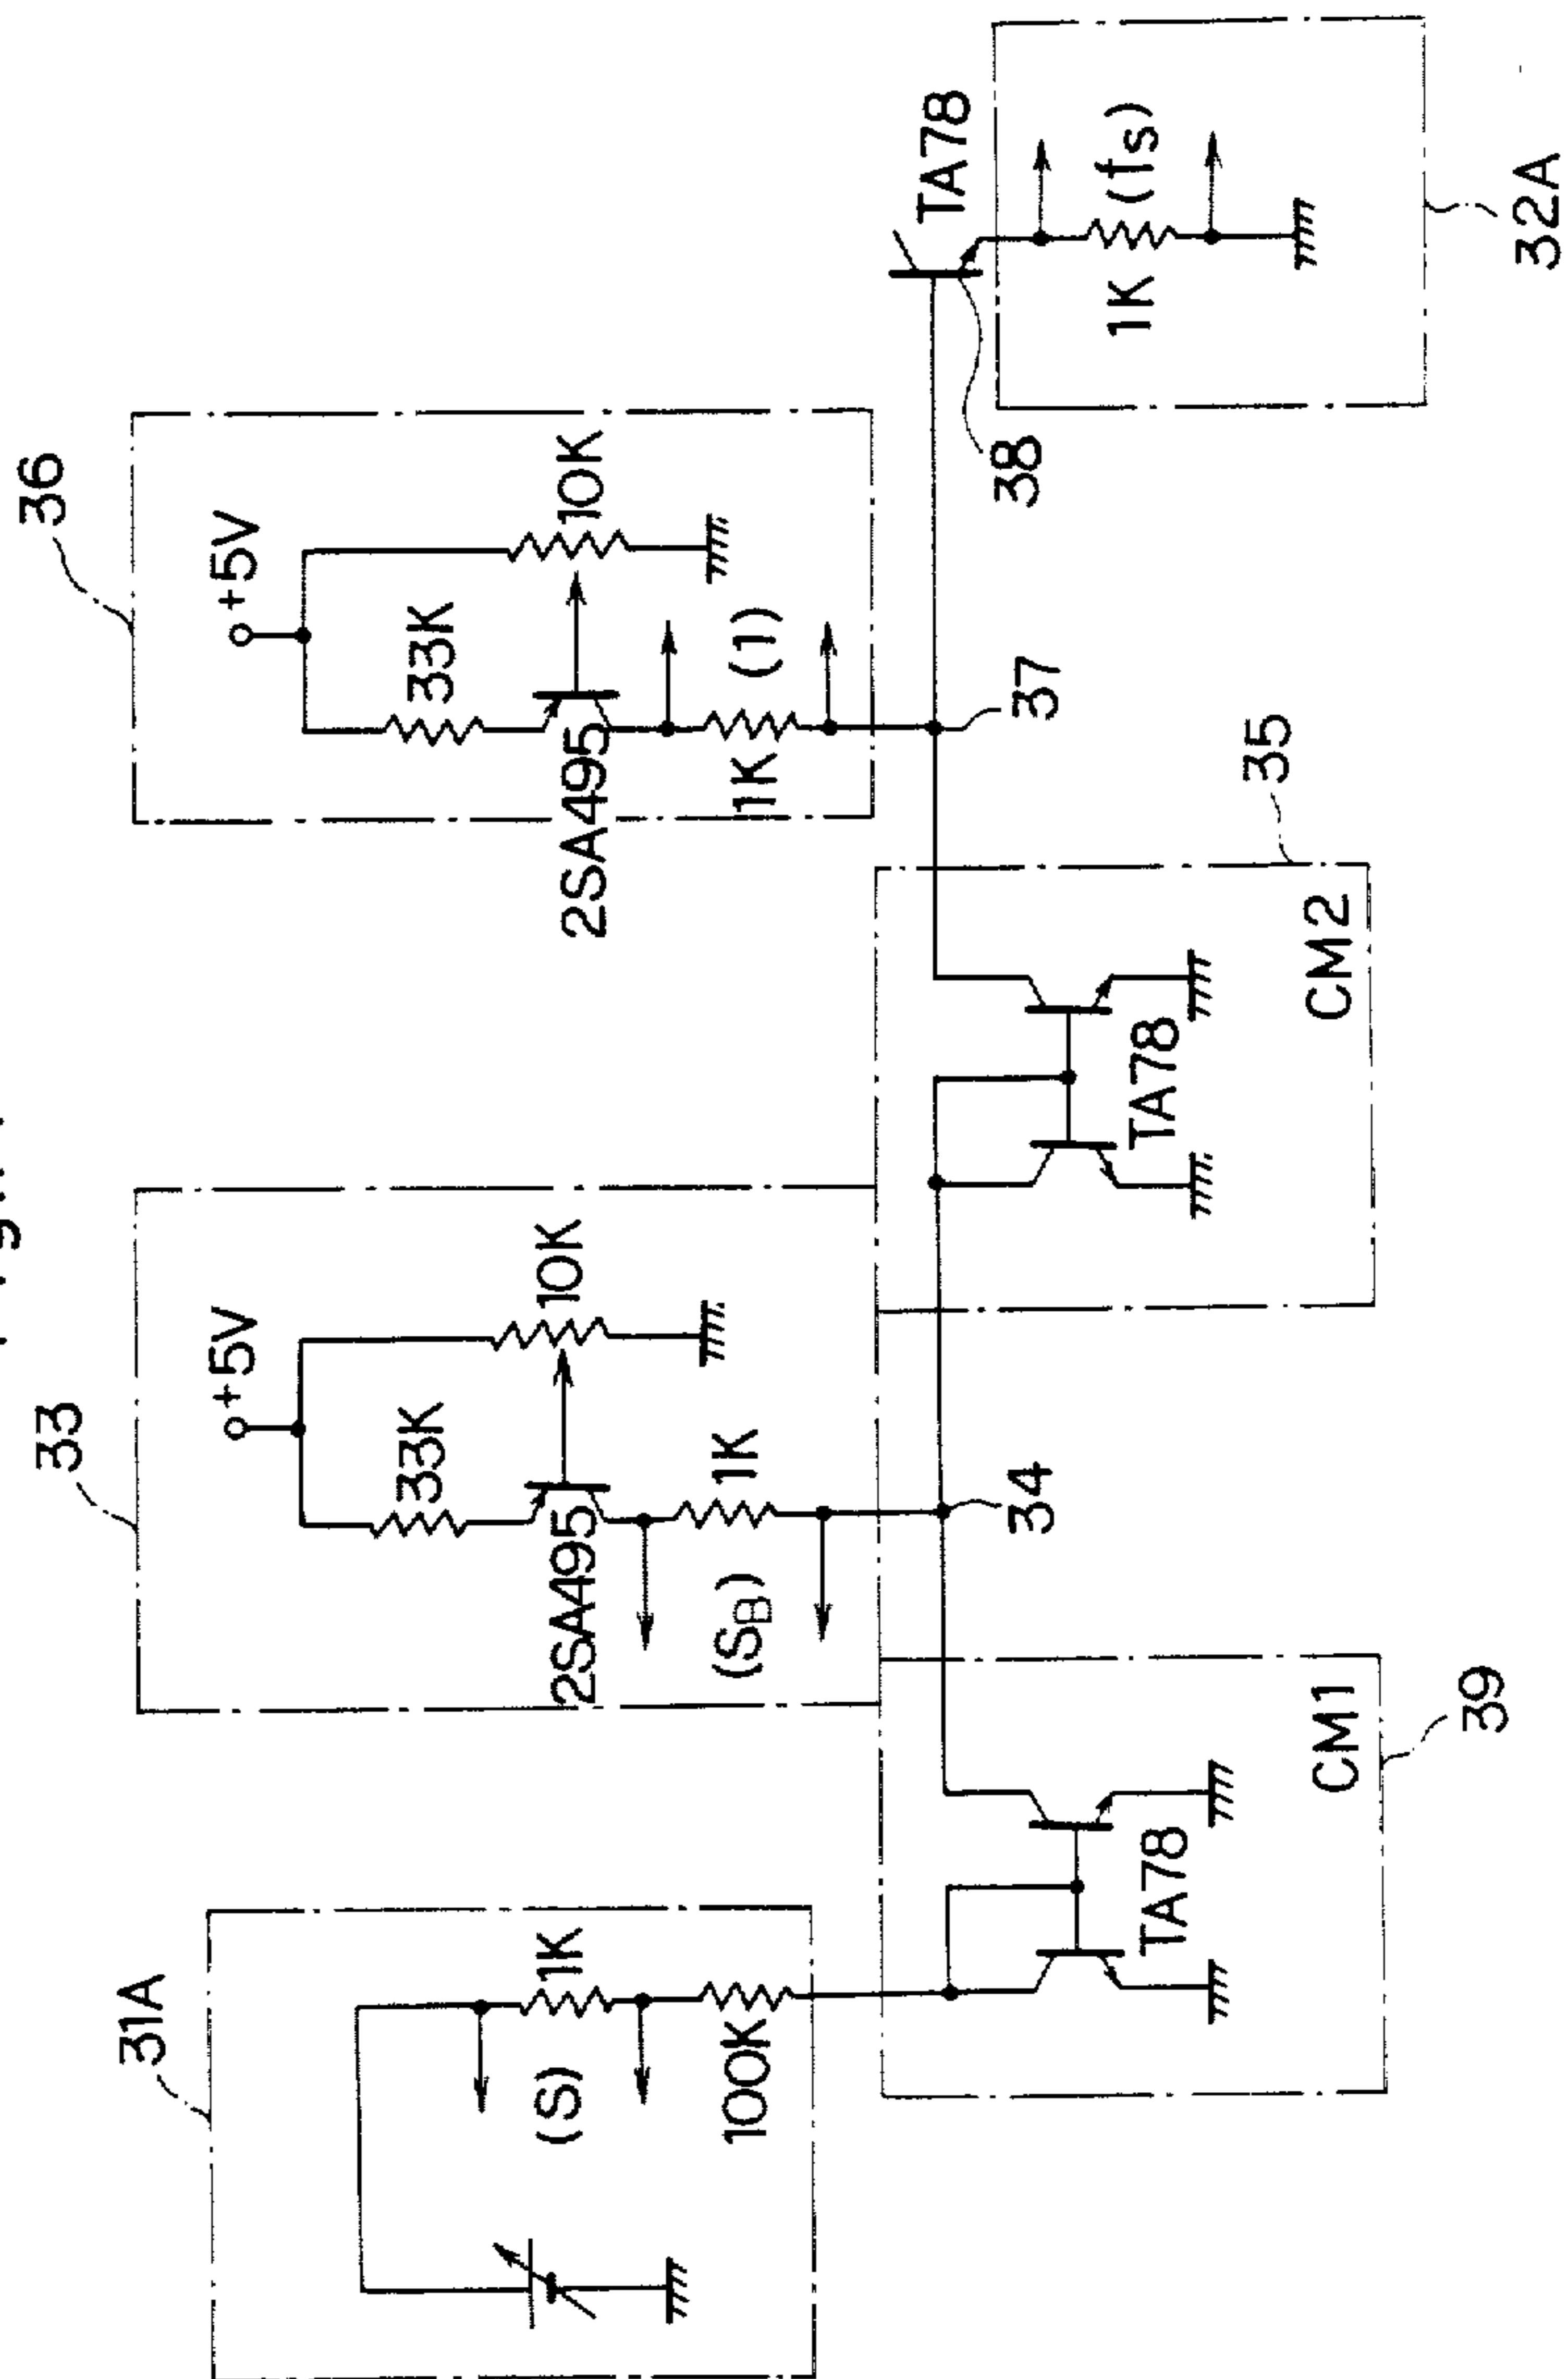 33
36
31A
+5V
+5V
33K
10K
33K
10K
2SA495
2SA495
(S)
1K
(SB)
1K
1K
(1)
100K
34
37
38
TA78
TA78
TA78
TA78
1K
(fS)
CM1
CM2
39
35
32A